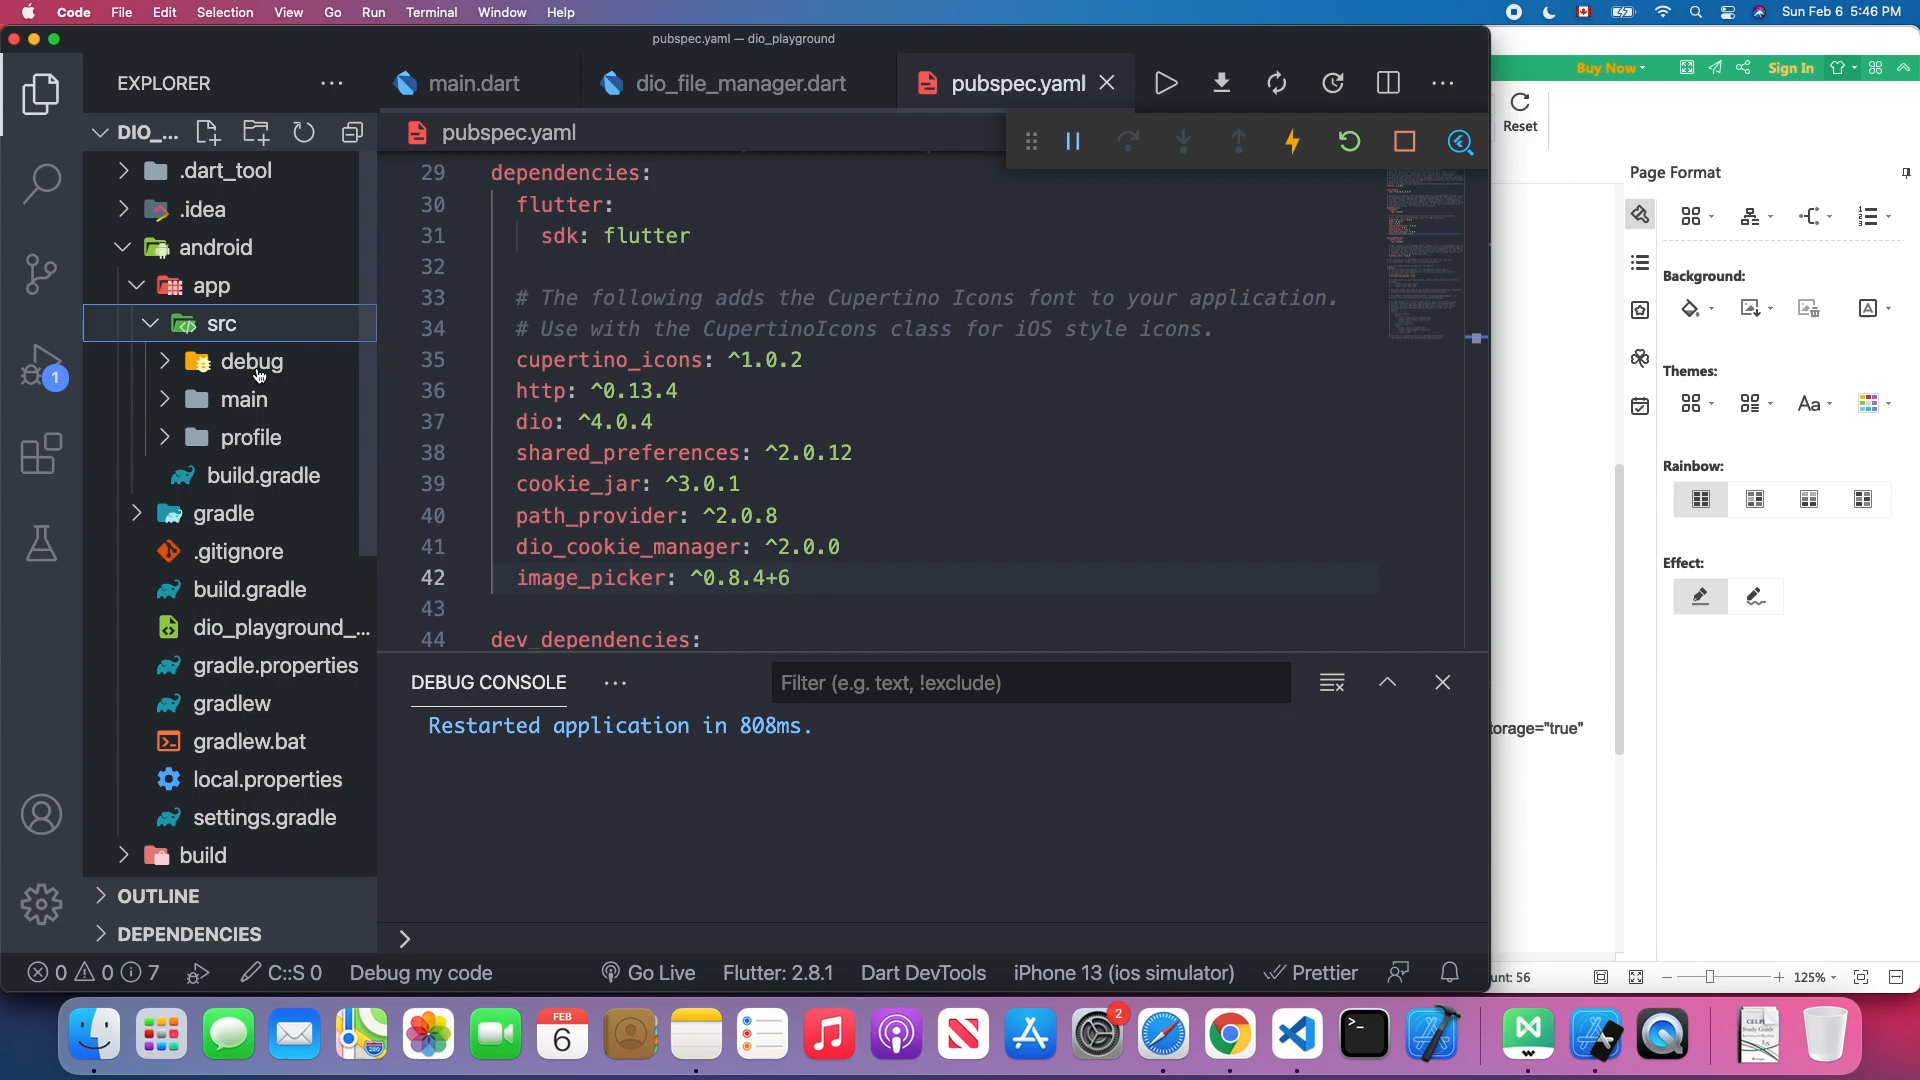 Code File Edit Selection View Go Run Terminal Window Help
Sun Feb 6 5:46 PM
pubspec.yaml — dio_playground
EXPLORER
main.dart
dio_file_manager.dart
pubspec.yaml
DIO_...
pubspec.yaml
.dart_tool
.idea
android
app
src
debug
main
profile
build.gradle
gradle
.gitignore
build.gradle
dio_playground_...
gradle.properties
gradlew
gradlew.bat
local.properties
settings.gradle
build
OUTLINE
DEPENDENCIES
29 dependencies:
30 flutter:
31 sdk: flutter
32
33 # The following adds the Cupertino Icons font to your application.
34 # Use with the CupertinoIcons class for iOS style icons.
35 cupertino_icons: ^1.0.2
36 http: ^0.13.4
37 dio: ^4.0.4
38 shared_preferences: ^2.0.12
39 cookie_jar: ^3.0.1
40 path_provider: ^2.0.8
41 dio_cookie_manager: ^2.0.0
42 image_picker: ^0.8.4+6
43
44 dev_dependencies:
DEBUG CONSOLE
Filter (e.g. text, !exclude)
Restarted application in 808ms.
1
0 0 7
C::S 0
Debug my code
Go Live
Flutter: 2.8.1
Dart DevTools
iPhone 13 (ios simulator)
Prettier
Buy Now
Sign In
Reset
Page Format
Background:
Themes:
Aa
Rainbow:
Effect:
torage="true"
unt: 56
125%
FEB
6
2